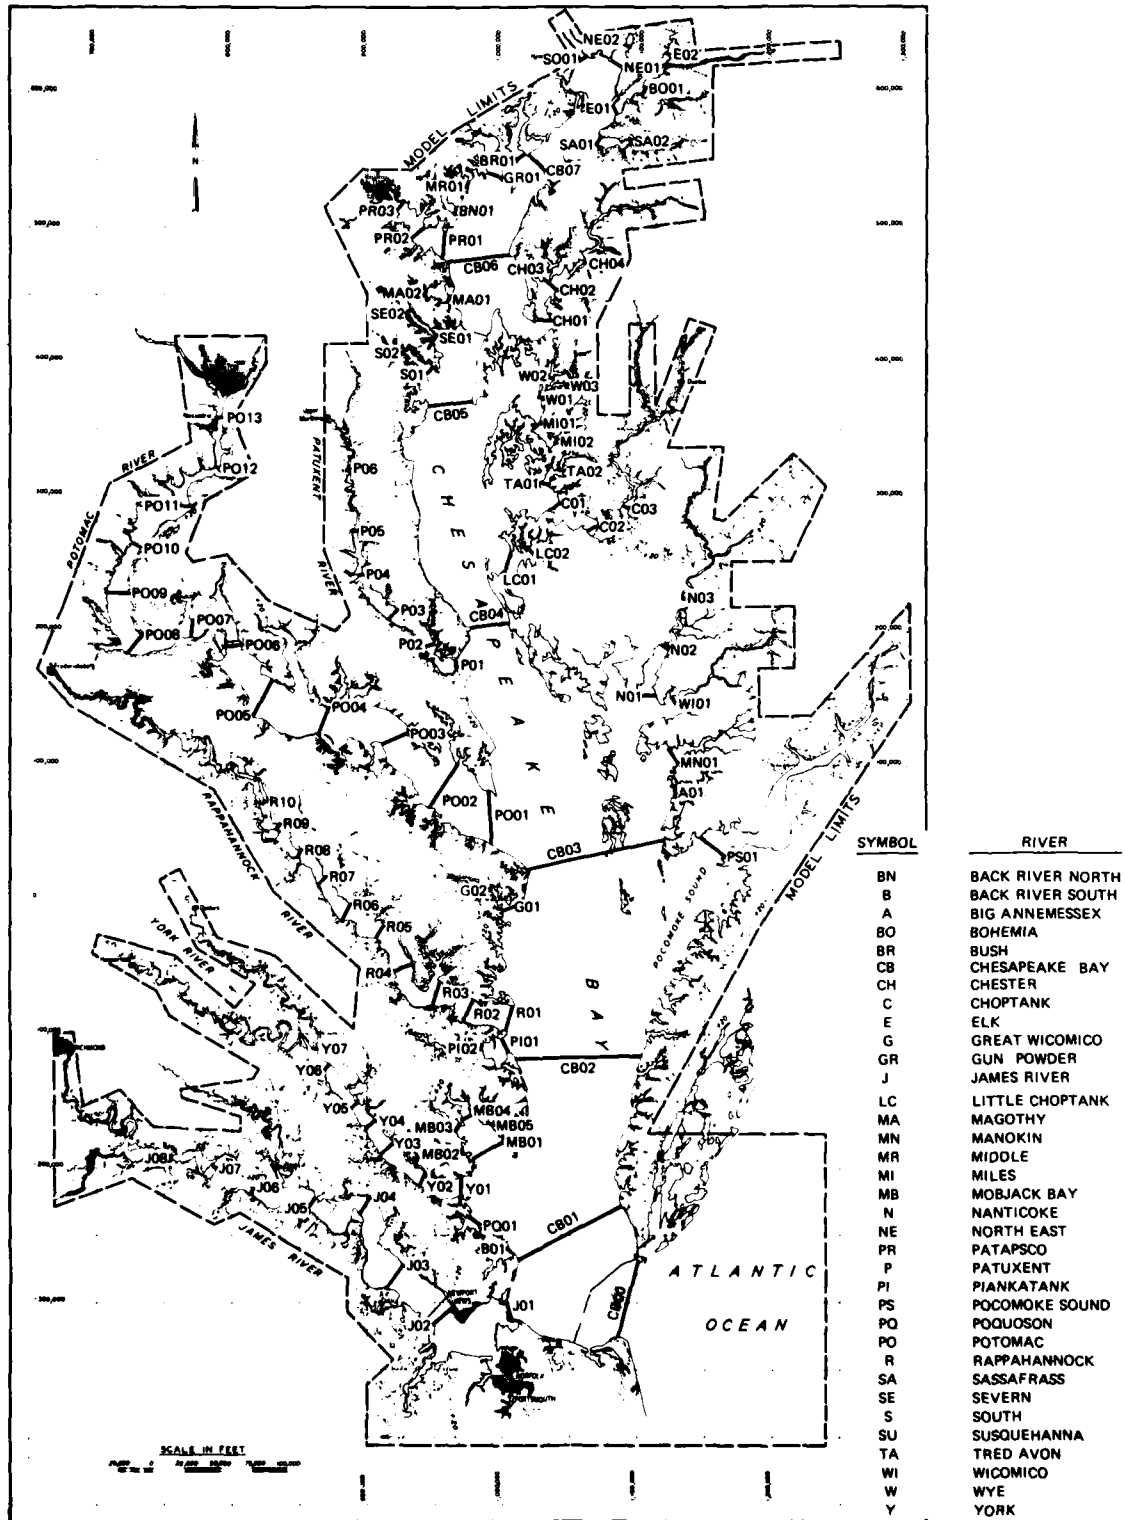 NE02
E02
SO01
NE01
BO01
E01
MODEL LIMITS
SA01
SA02
BR01
CB07
GR01
MR01
BN01
PR03
PR02
PR01
CB06
CH03
CH04
CH02
MA02
MA01
SE02
CH01
SE01
S02
S01
W02
W03
W01
CB05
PO13
MI01
MI02
PATUXENT
RIVER
P06
PO12
TA02
TA01
POTOMAC
RIVER
PO11
C01
C03
C02
P05
PO10
LC02
LC01
P04
PO09
N03
P03
CB04
PO07
PO08
PO06
P02
P01
N02
N01
WI01
PO04
PO05
PO03
MN01
A01
PO02
PO01
R10
R09
CB03
PS01
MODEL LIMITS
R08
R07
G02
G01
R06
R05
RAPPAHANNOCK
RIVER
YORK RIVER
POCOMOKE SOUND
R04
R03
R02
R01
PI01
PI02
CB02
CHESAPEAKE
BAY
Y07
Y06
Y05
Y04
Y03
MB04
MB03
MB05
MB01
MB02
Y02
Y01
J08
J07
J06
J05
J04
PO01
B01
CB01
JAMES RIVER
J03
NEWPORT
NEWS
J02
J01
CB00
ATLANTIC
OCEAN
NORFOLK
PORTSMOUTH
RICHMOND
N
SCALE IN FEET
SYMBOL RIVER
BN BACK RIVER NORTH
B BACK RIVER SOUTH
A BIG ANNEMESSEX
BO BOHEMIA
BR BUSH
CB CHESAPEAKE BAY
CH CHESTER
C CHOPTANK
E ELK
G GREAT WICOMICO
GR GUN POWDER
J JAMES RIVER
LC LITTLE CHOPTANK
MA MAGOTHY
MN MANOKIN
MR MIDDLE
MI MILES
MB MOBJACK BAY
N NANTICOKE
NE NORTH EAST
PR PATAPSCO
P PATUXENT
PI PIANKATANK
PS POCOMOKE SOUND
PQ POQUOSON
PO POTOMAC
R RAPPAHANNOCK
SA SASSAFRASS
SE SEVERN
S SOUTH
SU SUSQUEHANNA
TA TRED AVON
WI WICOMICO
W WYE
Y YORK